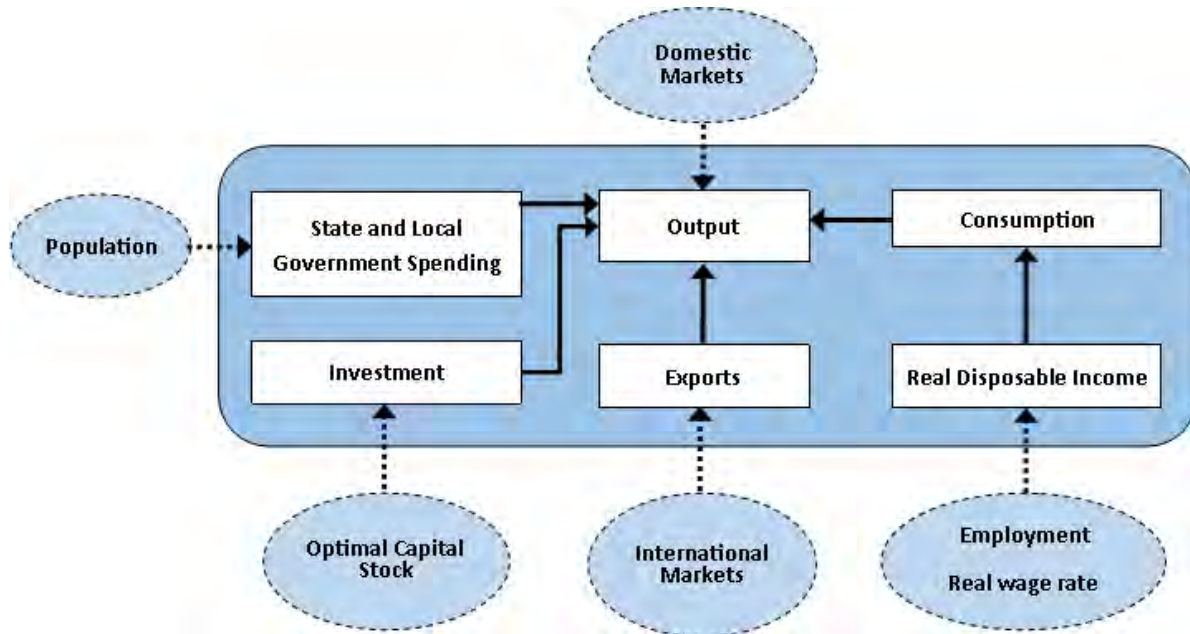 Domestic
Markets
Population
State and Local
Government Spending
Output
Consumption
Investment
Exports
Real Disposable Income
Optimal Capital
Stock
International
Markets
Employment
Real wage rate